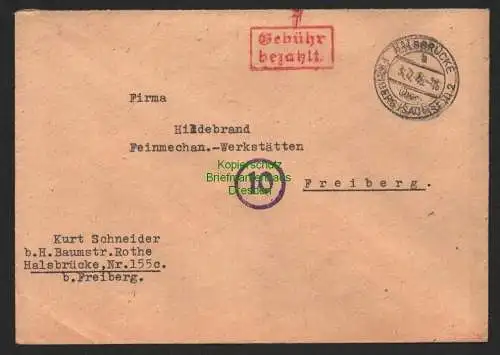 Gebühr
bezahlt.
HALSBRÜCKE
Firma
Hildebrand
Feinmechan.-Werkstätten
Kopierschutz
Briefmarkenhaus
Dresden
10
Freiberg.
Kurt Schneider
b.H.Baumstr.Rothe
Halsbrücke,Nr.155c.
b.Freiberg.